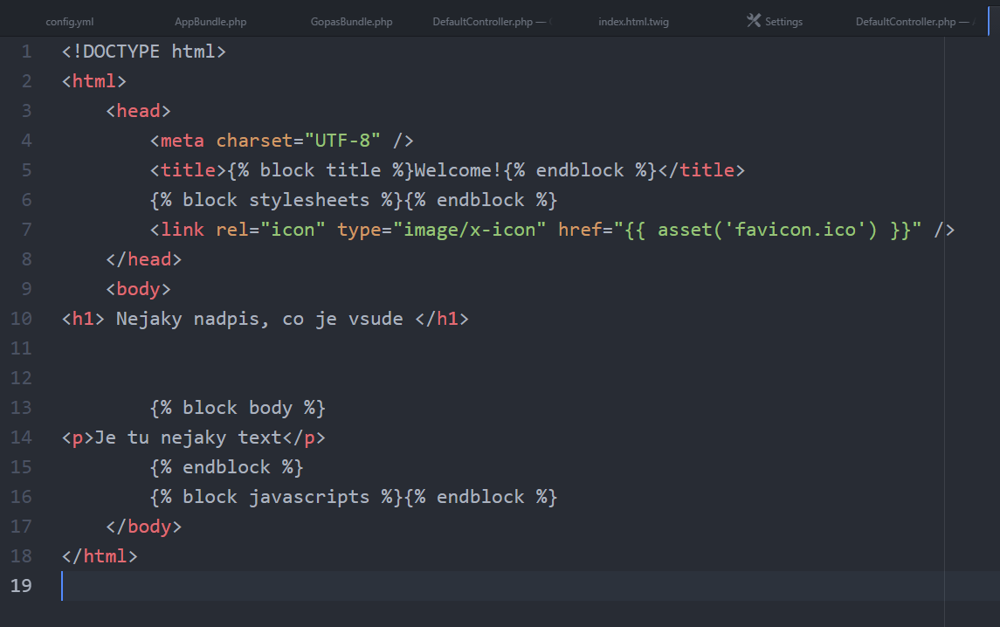 config.yml AppBundle.php GopasBundle.php DefaultController.php — index.html.twig Settings DefaultController.php —
1 <!DOCTYPE html>
2 <html>
3     <head>
4         <meta charset="UTF-8" />
5         <title>{% block title %}Welcome!{% endblock %}</title>
6         {% block stylesheets %}{% endblock %}
7         <link rel="icon" type="image/x-icon" href="{{ asset('favicon.ico') }}" />
8     </head>
9     <body>
10 <h1> Nejaky nadpis, co je vsude </h1>
11
12
13         {% block body %}
14 <p>Je tu nejaky text</p>
15         {% endblock %}
16         {% block javascripts %}{% endblock %}
17     </body>
18 </html>
19